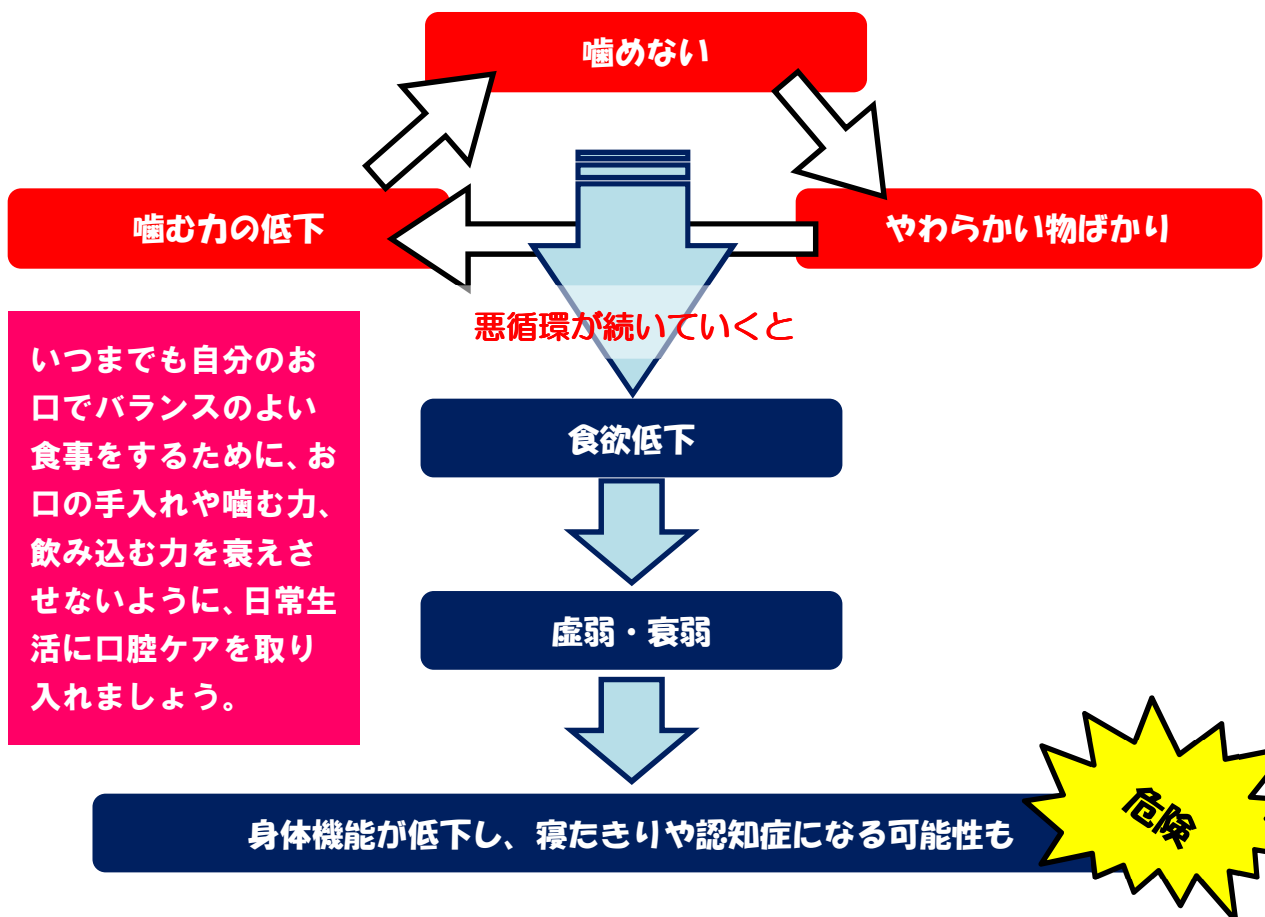 噛めない
噛む力の低下
やわらかい物ばかり
悪循環が続いていくと
いつまでも自分のお
口でバランスのよい
食事をするために、お
口の手入れや噛む力、
飲み込む力を衰えさ
せないように、日常生
活に口腔ケアを取り
入れましょう。
食欲低下
虚弱・衰弱
身体機能が低下し、寝たきりや認知症になる可能性も
危険